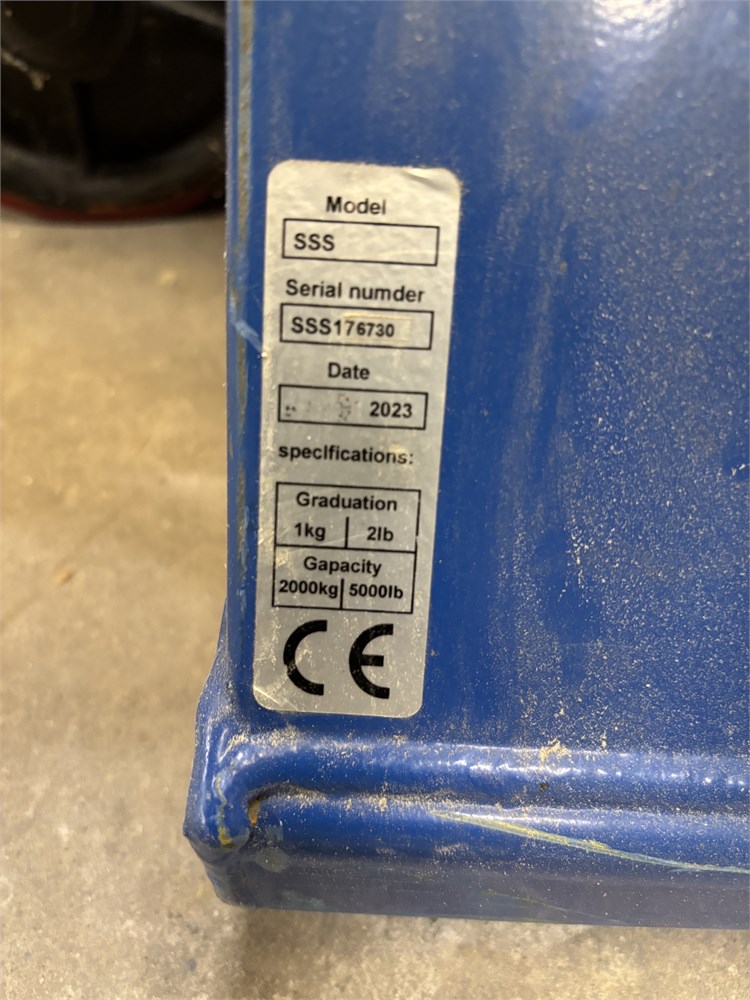 Model
SSS
Serial numder
SSS176730
Date
2023
specifications:
Graduation
1kg 2lb
Gapacity
2000kg 5000lb
CE